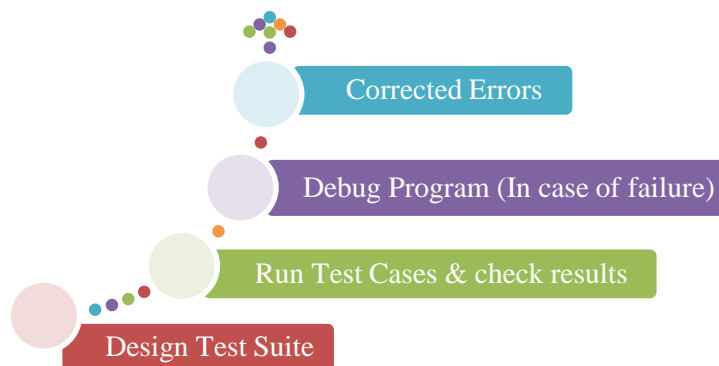 Corrected Errors
Debug Program (In case of failure)
Run Test Cases & check results
Design Test Suite